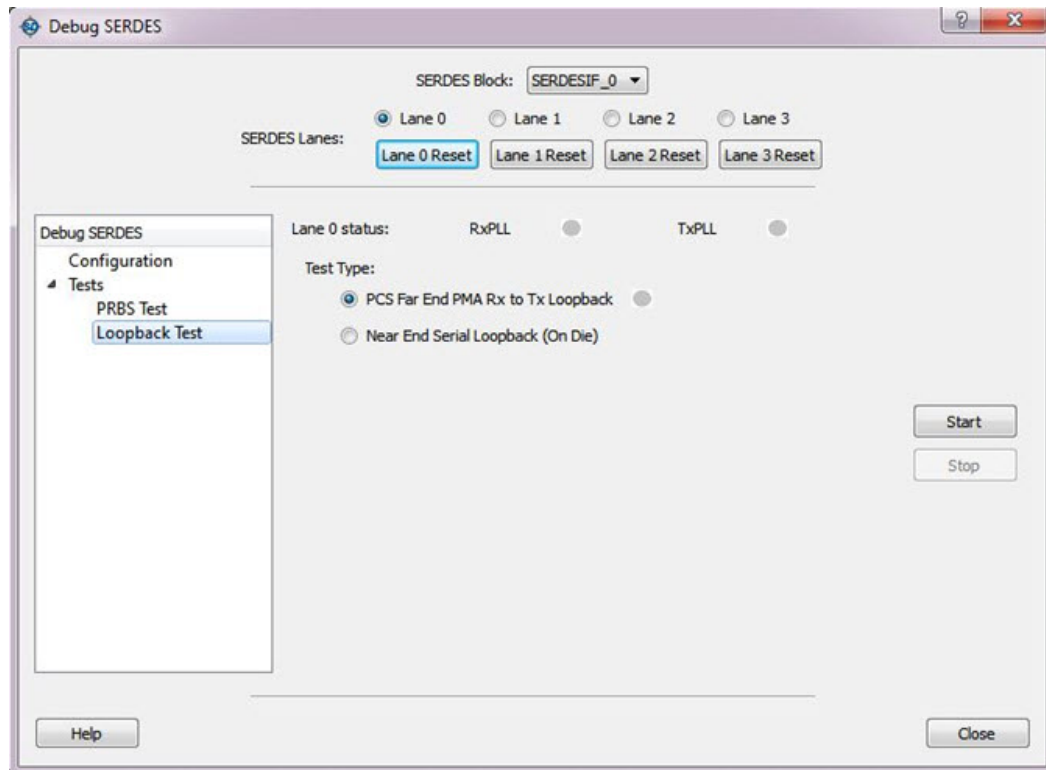 Debug SERDES
SERDES Block: SERDESIF_0
SERDES Lanes:
Lane 0 Lane 1 Lane 2 Lane 3
Lane 0 Reset Lane 1 Reset Lane 2 Reset Lane 3 Reset
Debug SERDES
Configuration
Tests
PRBS Test
Loopback Test
Lane 0 status: RxPLL TxPLL
Test Type:
PCS Far End PMA Rx to Tx Loopback
Near End Serial Loopback (On Die)
Start
Stop
Help
Close